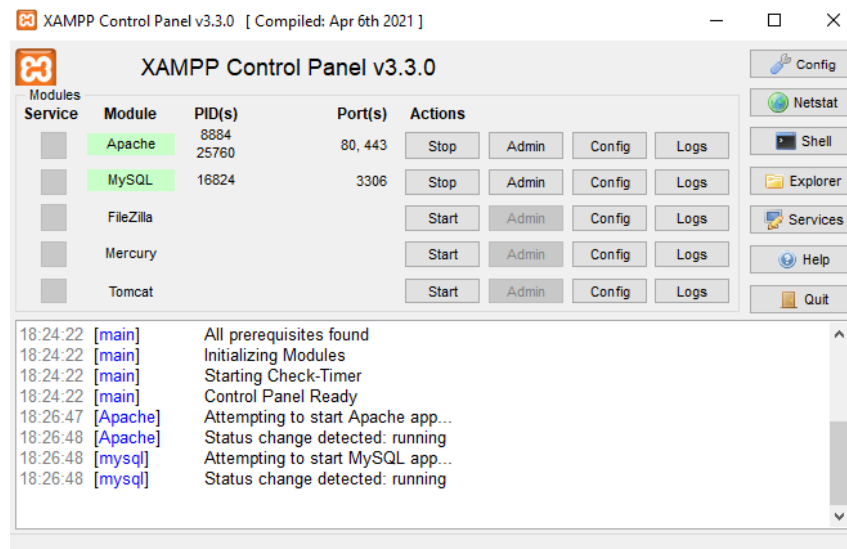 XAMPP Control Panel v3.3.0 [ Compiled: Apr 6th 2021 ]
XAMPP Control Panel v3.3.0
Config
Modules
Service Module PID(s) Port(s) Actions
Netstat
Apache 8884 25760 80, 443 Stop Admin Config Logs
Shell
MySQL 16824 3306 Stop Admin Config Logs
Explorer
FileZilla Start Admin Config Logs
Services
Mercury Start Admin Config Logs
Help
Tomcat Start Admin Config Logs
Quit
18:24:22 [main] All prerequisites found
18:24:22 [main] Initializing Modules
18:24:22 [main] Starting Check-Timer
18:24:22 [main] Control Panel Ready
18:26:47 [Apache] Attempting to start Apache app...
18:26:48 [Apache] Status change detected: running
18:26:48 [mysql] Attempting to start MySQL app...
18:26:48 [mysql] Status change detected: running